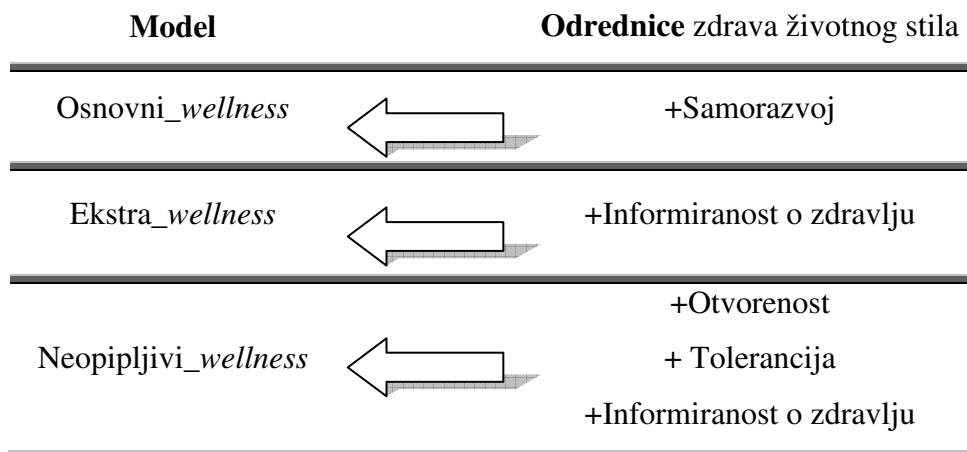 Model Odrednice zdrava životnog stila
Osnovni_wellness +Samorazvoj
Ekstra_wellness +Informiranost o zdravlju
+Otvorenost
Neopipljivi_wellness + Tolerancija
+Informiranost o zdravlju